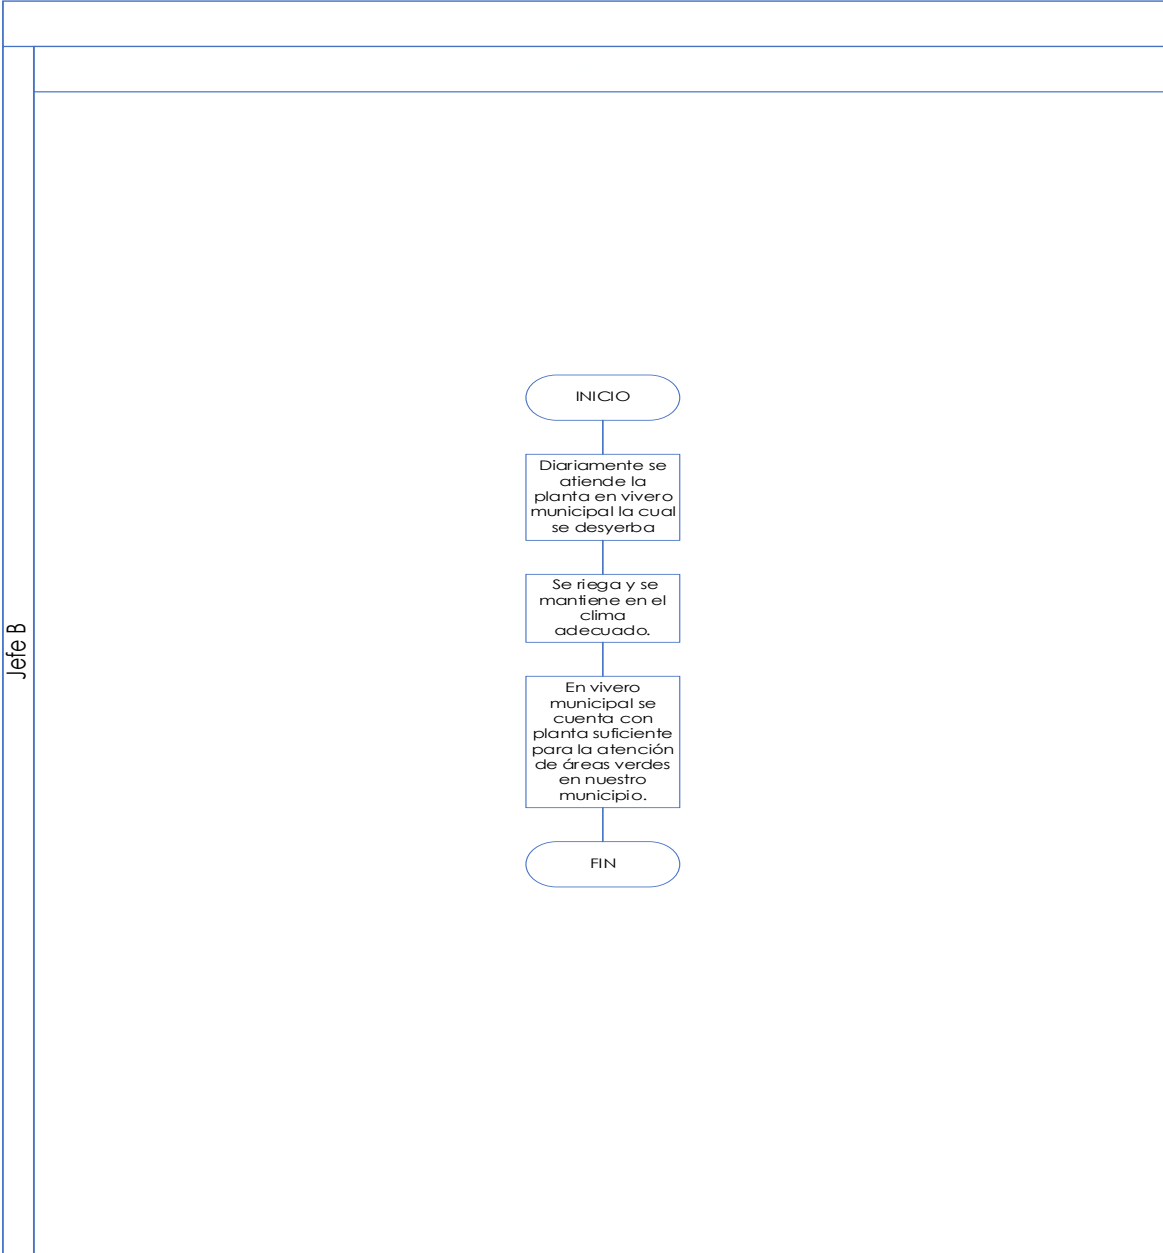 INICIO
Diariamente se
atiende la
planta en vivero
municipal la cual
se desyerba
Se riega y se
mantiene en el
clima
adecuado.
Jefe B
En vivero
municipal se
cuenta con
planta suficiente
para la atención
de áreas verdes
en nuestro
municipio.
FIN